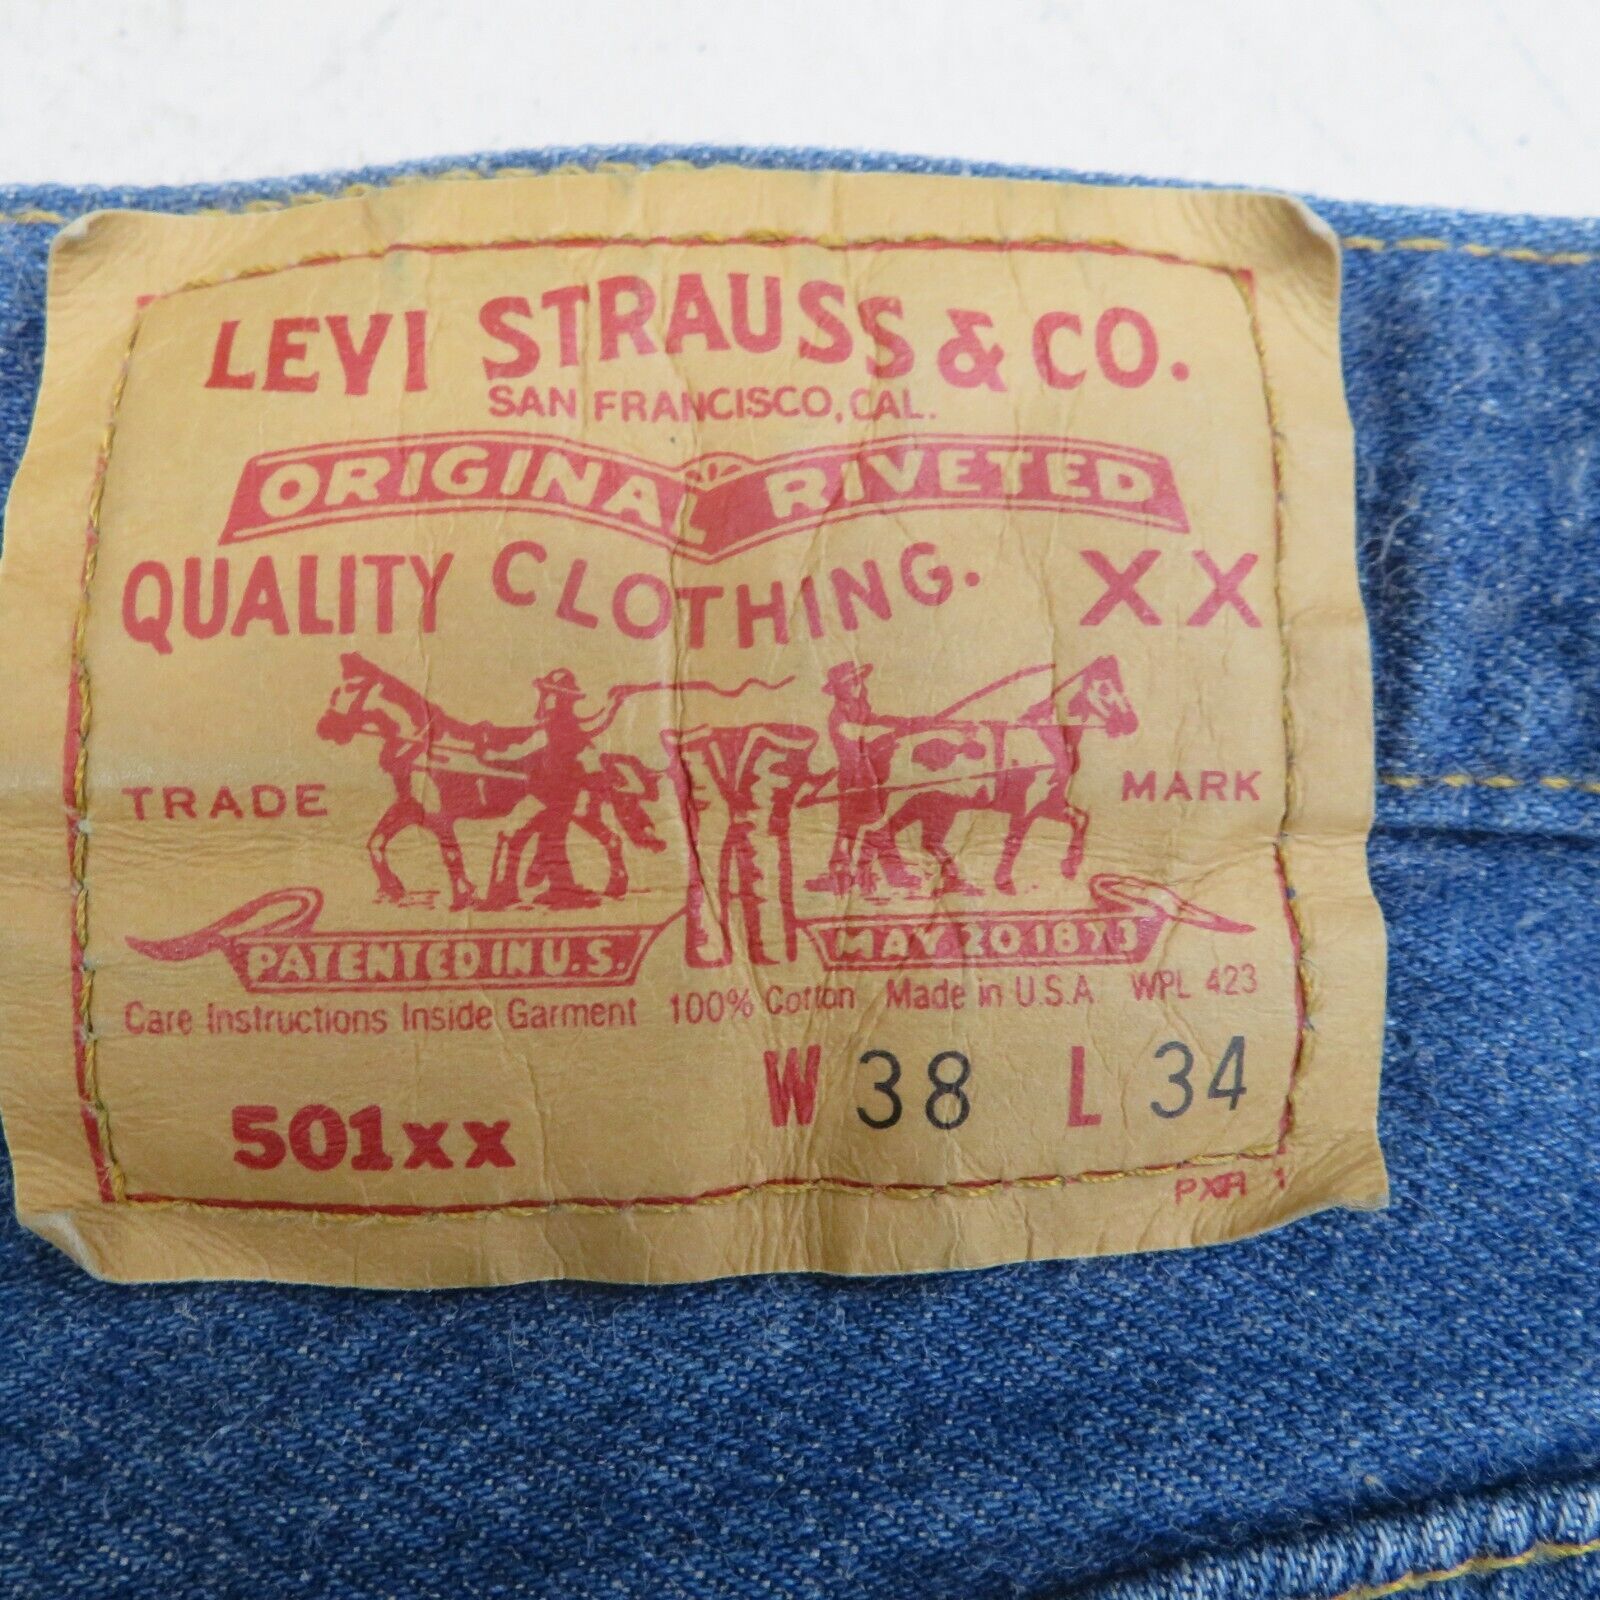 LEVI STRAUSS & CO.
SAN FRANCISCO, CAL.
ORIGINAL RIVETED
QUALITY CLOTHING. XX
TRADE MARK
PATENTED IN U.S. MAY 20 1873
Care Instructions Inside Garment 100% Cotton Made in U.S.A. WPL 423
501xx W 38 L 34